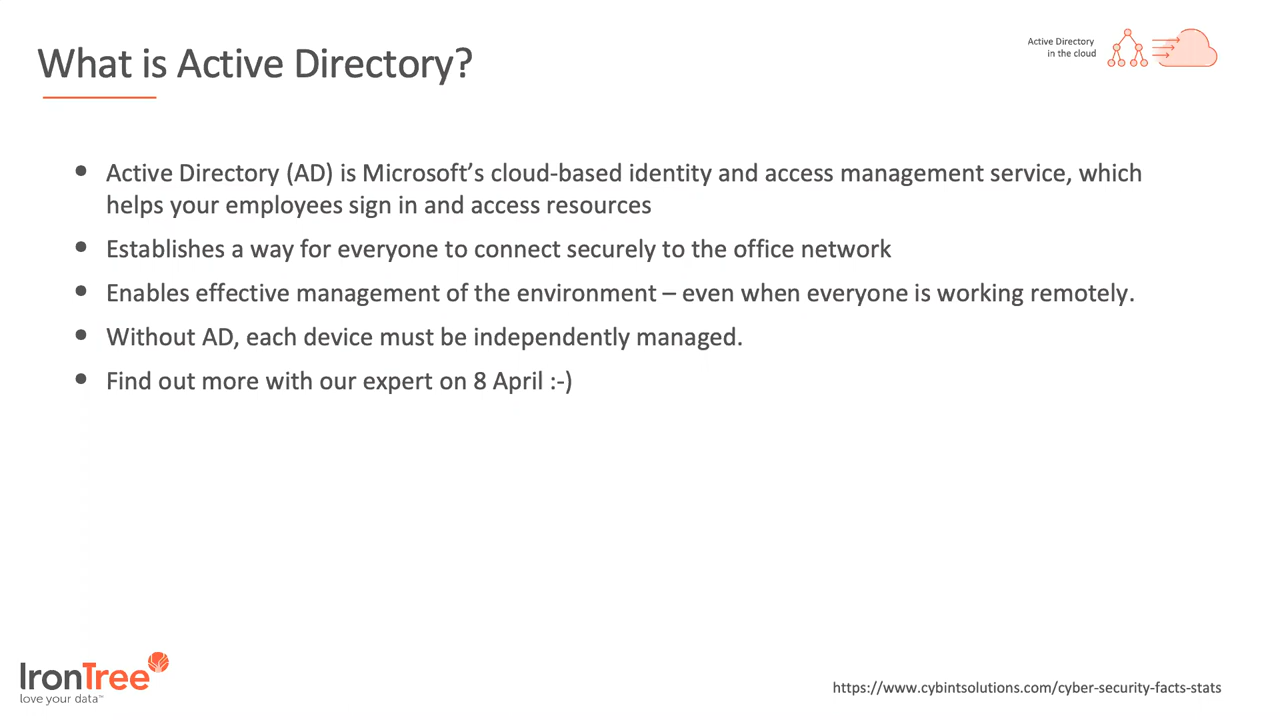 What is Active Directory?
Active Directory
in the cloud
• Active Directory (AD) is Microsoft’s cloud-based identity and access management service, which
helps your employees sign in and access resources
• Establishes a way for everyone to connect securely to the office network
• Enables effective management of the environment – even when everyone is working remotely.
• Without AD, each device must be independently managed.
• Find out more with our expert on 8 April :-)
IronTree
love your data™
https://www.cybintsolutions.com/cyber-security-facts-stats